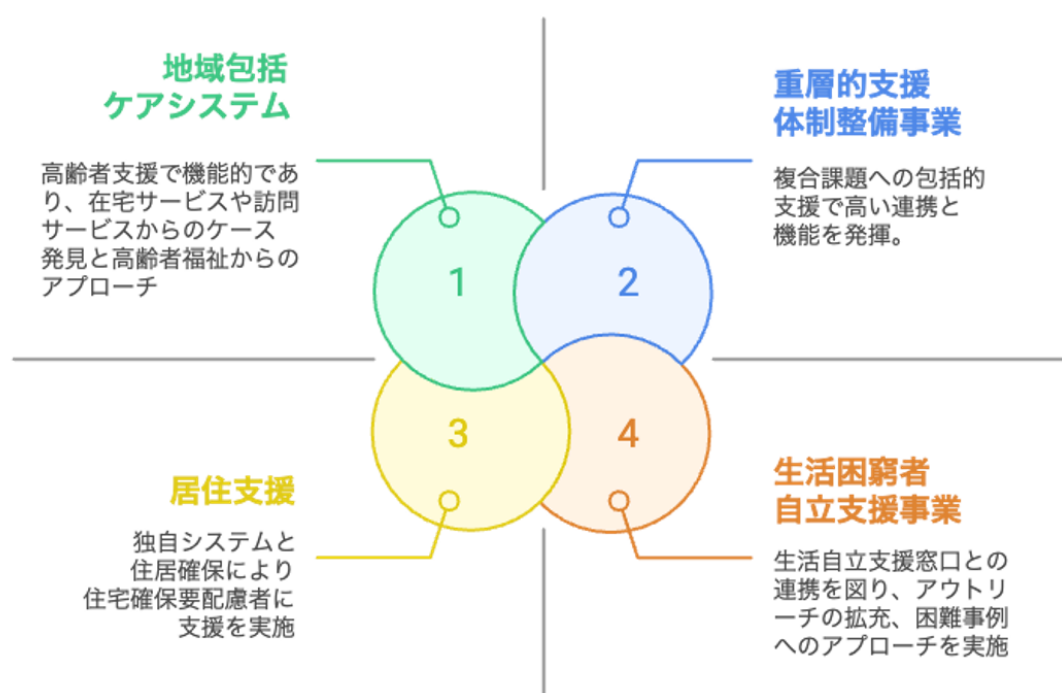 地域包括
ケアシステム
高齢者支援で機能的であ
り、在宅サービスや訪問
サービスからのケース
発見と高齢者福祉からの
アプローチ
1
重層的支援
体制整備事業
複合課題への包括的
支援で高い連携と
機能を発揮。
2
居住支援
独自システムと
住居確保により
住宅確保要配慮者に
支援を実施
3
生活困窮者
自立支援事業
生活自立支援窓口との
連携を図り、アウトリ
ーチの拡充、困難事例
へのアプローチを実施
4